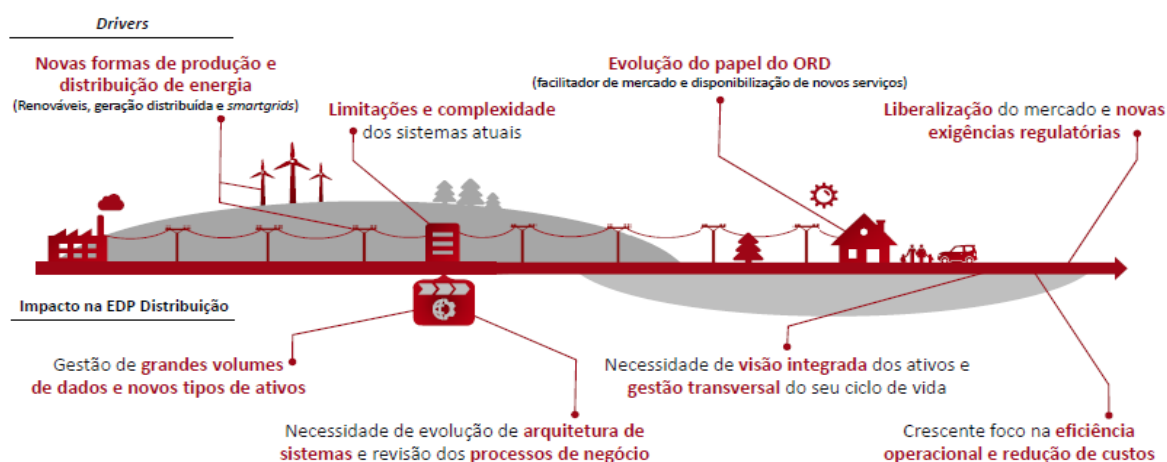 Drivers
Novas formas de produção e
distribuição de energia
(Renováveis, geração distribuída e smartgrids)
Limitações e complexidade
dos sistemas atuais
Evolução do papel do ORD
(facilitador de mercado e disponibilização de novos serviços)
Liberalização do mercado e novas
exigências regulatórias
Impacto na EDP Distribuição
Gestão de grandes volumes
de dados e novos tipos de ativos
Necessidade de evolução de arquitetura de
sistemas e revisão dos processos de negócio
Necessidade de visão integrada dos ativos e
gestão transversal do seu ciclo de vida
Crescente foco na eficiência
operacional e redução de custos